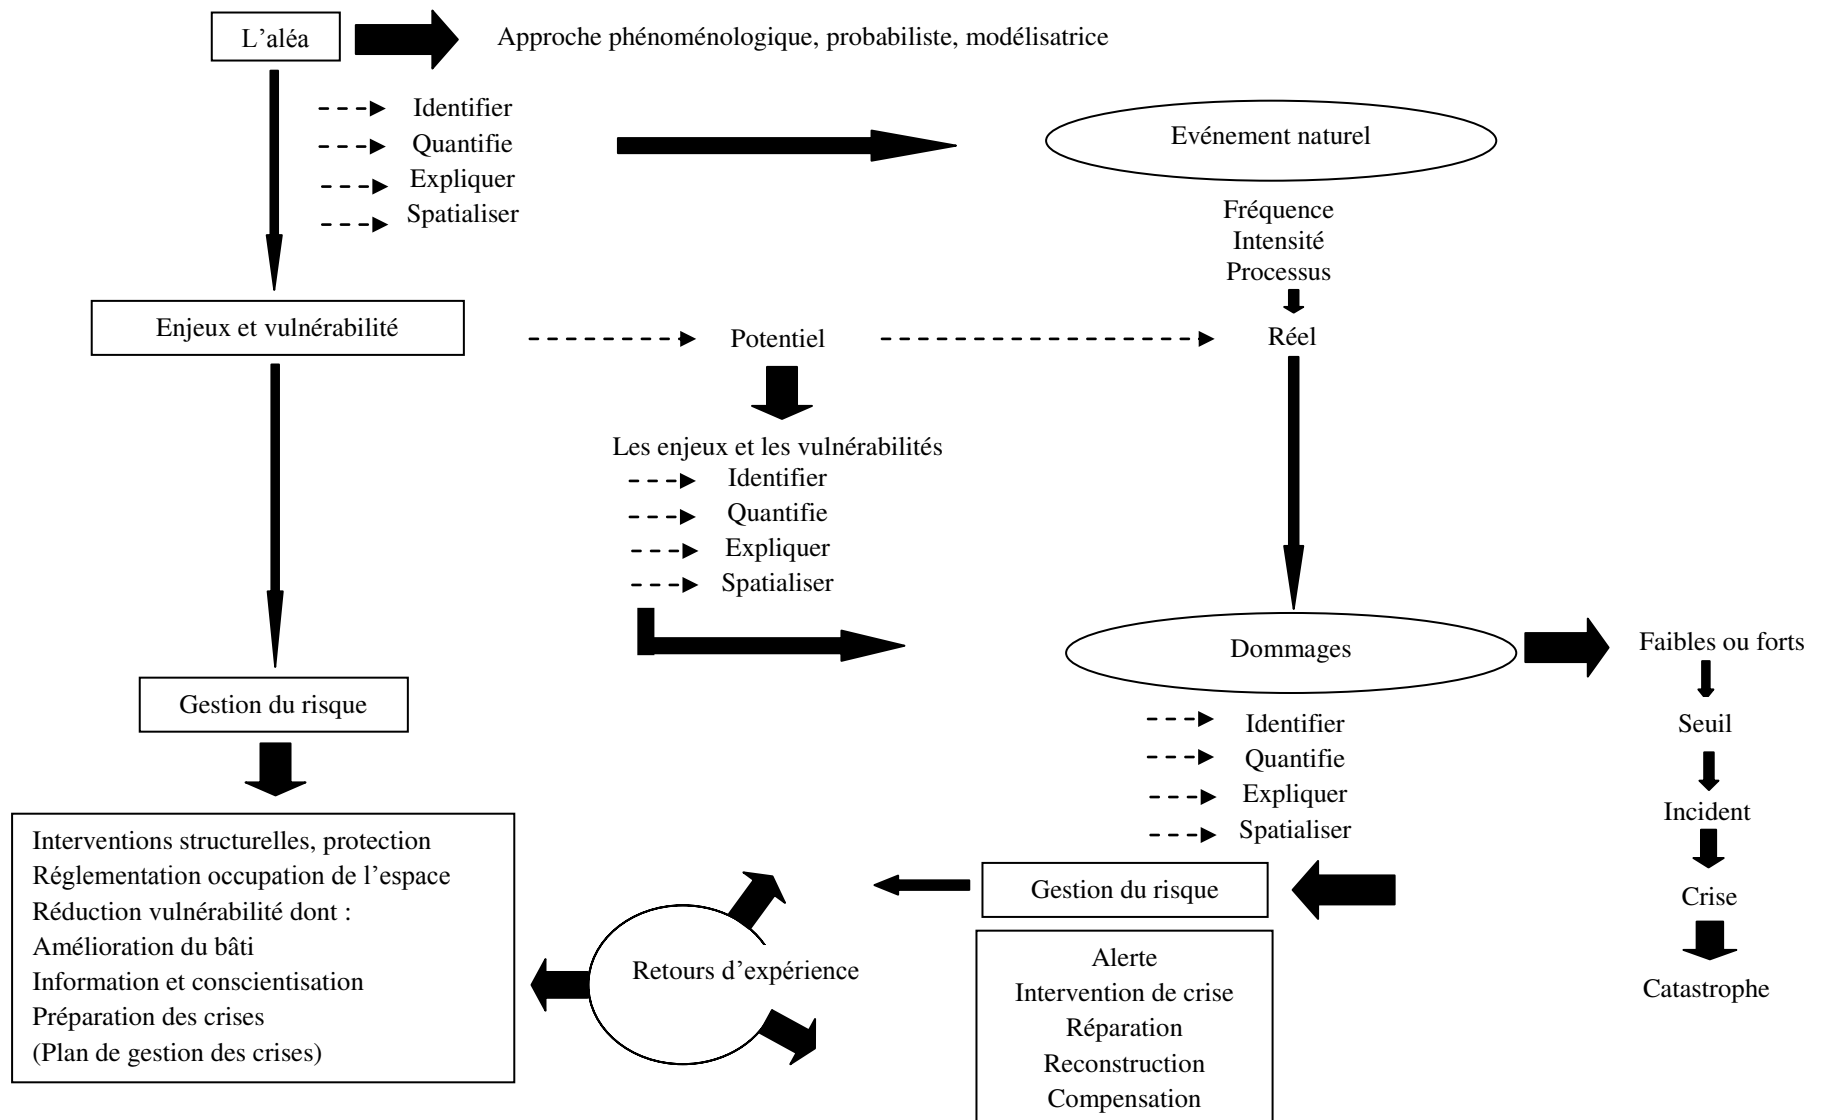 L'aléa
Approche phénoménologique, probabiliste, modélisatrice
Identifier
Quantifie
Expliquer
Spatialiser
Evénement naturel
Fréquence
Intensité
Processus
Enjeux et vulnérabilité
Potentiel
Réel
Les enjeux et les vulnérabilités
Identifier
Quantifie
Expliquer
Spatialiser
Dommages
Faibles ou forts
Seuil
Incident
Crise
Catastrophe
Identifier
Quantifie
Expliquer
Spatialiser
Gestion du risque
Interventions structurelles, protection
Réglementation occupation de l'espace
Réduction vulnérabilité dont :
Amélioration du bâti
Information et conscientisation
Préparation des crises
(Plan de gestion des crises)
Retours d'expérience
Gestion du risque
Alerte
Intervention de crise
Réparation
Reconstruction
Compensation